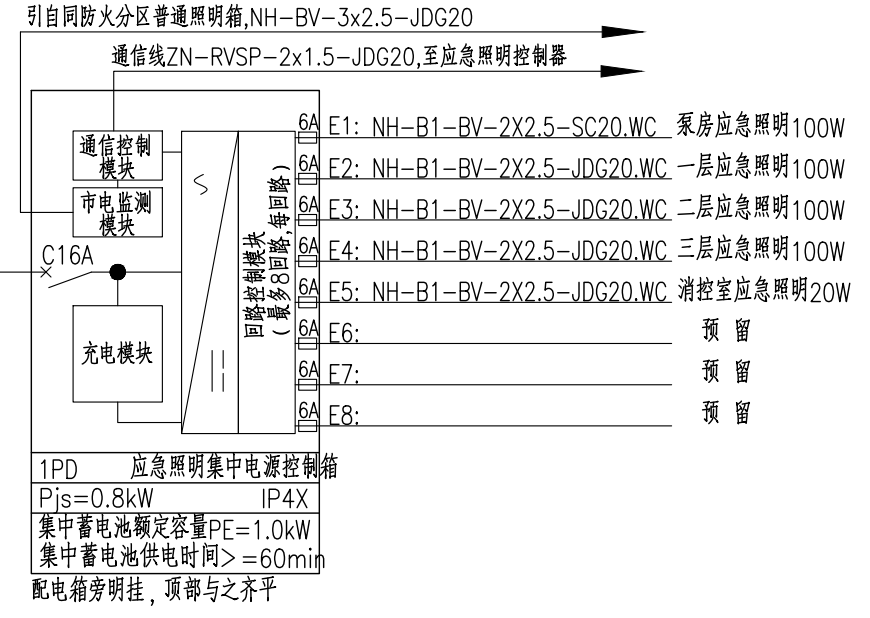 引自同防火分区普通照明箱,NH-BV-3x2.5-JDG20
通信线ZN-RVSP-2x1.5-JDG20,至应急照明控制器
通信控制
模块
市电监测
模块
C16A
充电模块
回路控制模块
(最多8回路,每回路)
6A E1: NH-B1-BV-2X2.5-SC20.WC 泵房应急照明100W
6A E2: NH-B1-BV-2X2.5-JDG20.WC 一层应急照明100W
6A E3: NH-B1-BV-2X2.5-JDG20.WC 二层应急照明100W
6A E4: NH-B1-BV-2X2.5-JDG20.WC 三层应急照明100W
6A E5: NH-B1-BV-2X2.5-JDG20.WC 消控室应急照明20W
6A E6: 预 留
6A E7: 预 留
6A E8: 预 留
1PD 应急照明集中电源控制箱
Pjs=0.8kW IP4X
集中蓄电池额定容量PE=1.0kW
集中蓄电池供电时间>=60min
配电箱旁明挂,顶部与之齐平